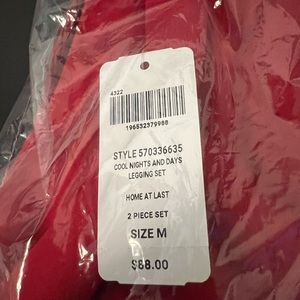 4322
196532379988
STYLE 570336635
COOL NIGHTS AND DAYS
LEGGING SET
HOME AT LAST
2 PIECE SET
SIZE M
$68.00